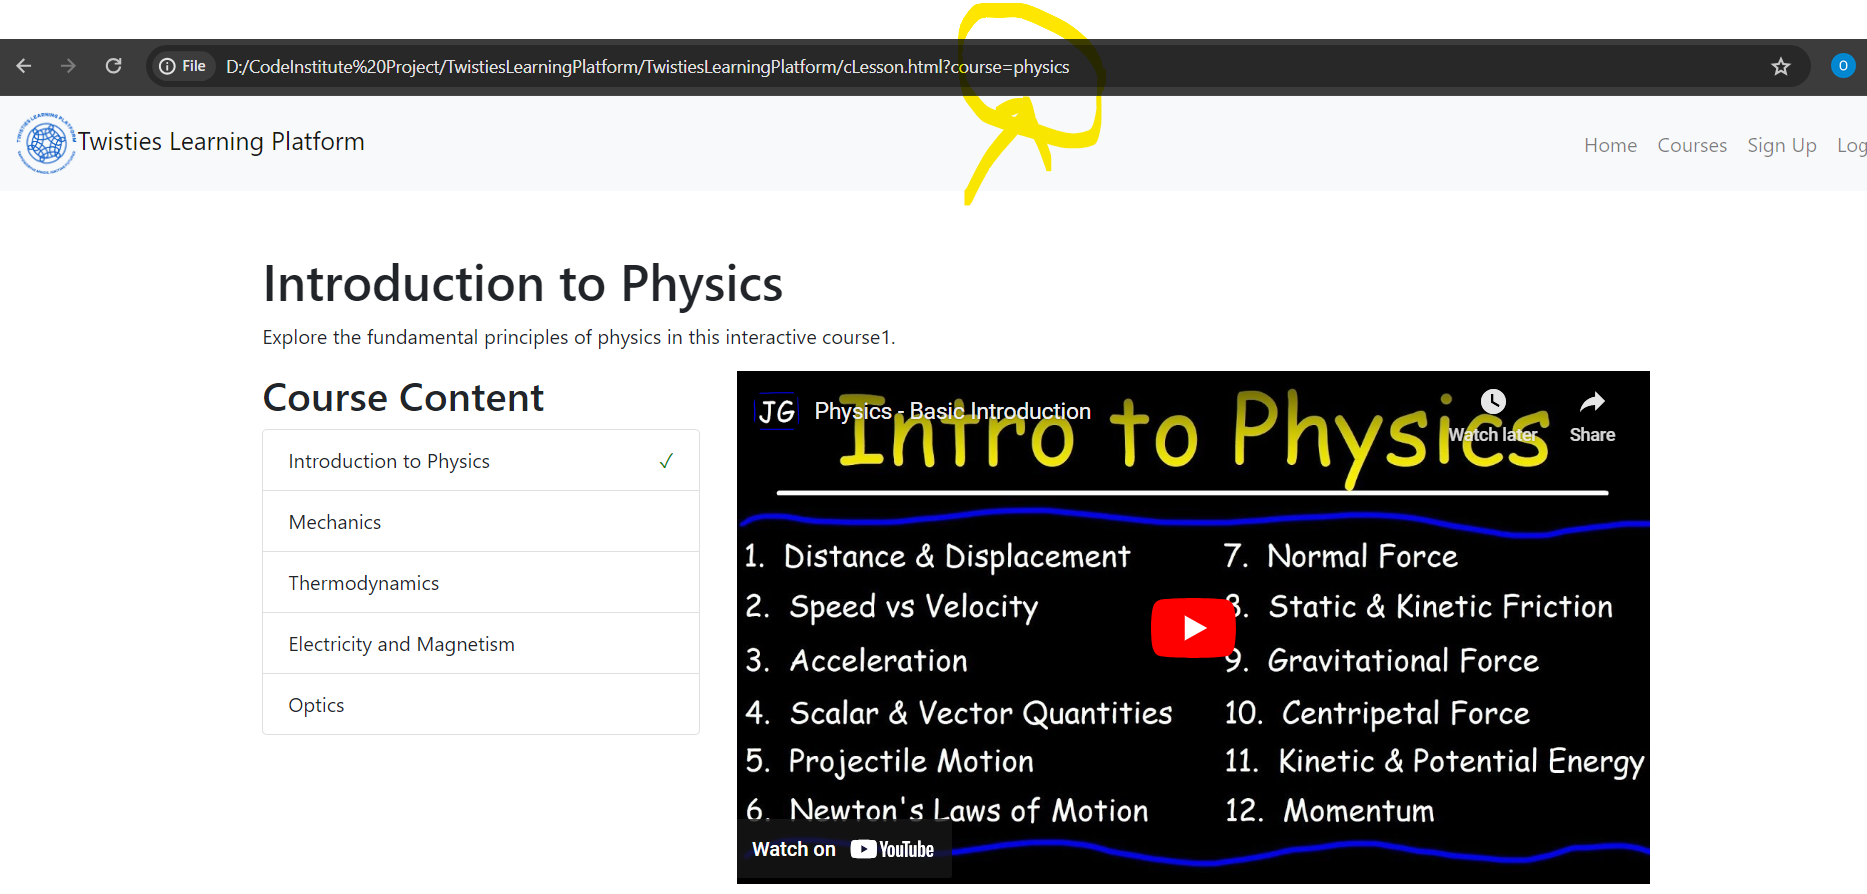 File D:/CodeInstitute%20Project/TwistiesLearningPlatform/TwistiesLearningPlatform/cLesson.html?course=physics
O
Twisties Learning Platform
Home Courses Sign Up Log
Introduction to Physics
Explore the fundamental principles of physics in this interactive course1.
Course Content
Introduction to Physics ✓
Mechanics
Thermodynamics
Electricity and Magnetism
Optics
JG Physics - Basic Introduction
Watch later Share
Intro to Physics
1. Distance & Displacement
2. Speed vs Velocity
3. Acceleration
4. Scalar & Vector Quantities
5. Projectile Motion
6. Newton's Laws of Motion
7. Normal Force
8. Static & Kinetic Friction
9. Gravitational Force
10. Centripetal Force
11. Kinetic & Potential Energy
12. Momentum
Watch on YouTube